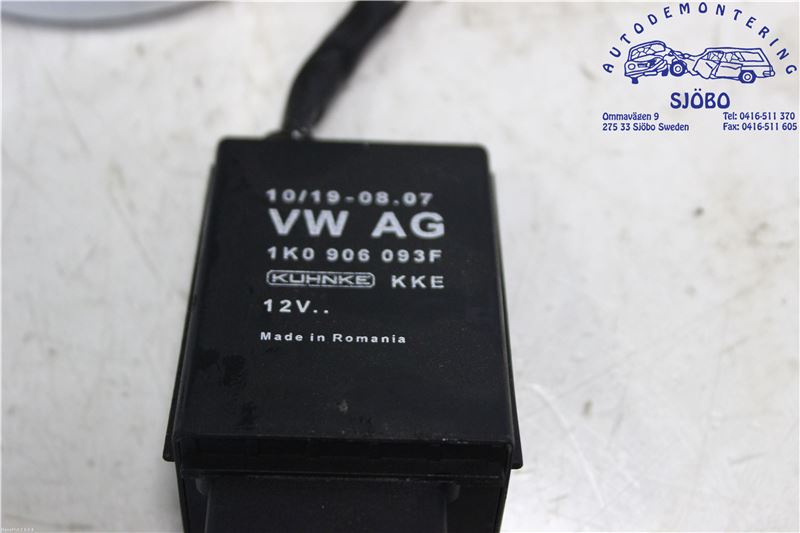 AUTODEMONTERING
SJÖBO
Ommavägen 9
275 33 Sjöbo Sweden
Tel: 0416-511 370
Fax: 0416-511 605
10/19-08.07
VW AG
1K0 906 093F
KUHNKE KKE
12V..
Made in Romania